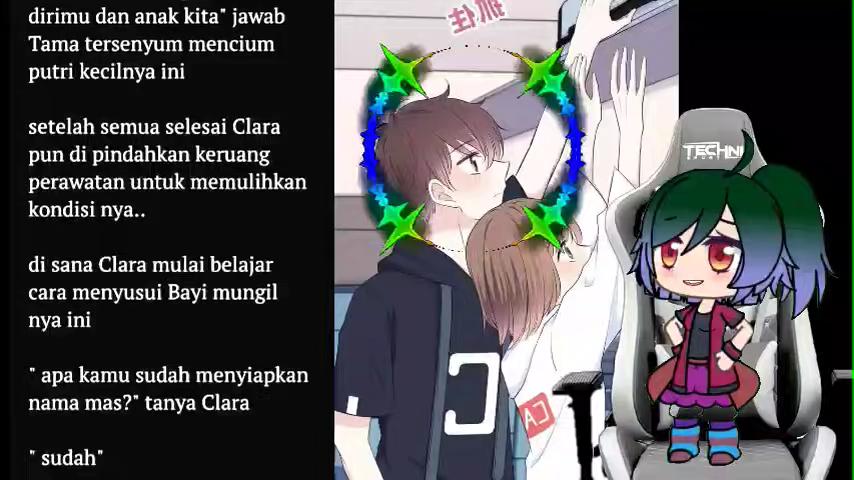 dirimu dan anak kita" jawab
Tama tersenyum mencium
putri kecilnya ini
setelah semua selesai Clara
pun di pindahkan keruang
perawatan untuk memulihkan
kondisi nya..
di sana Clara mulai belajar
cara menyusui Bayi mungil
nya ini
" apa kamu sudah menyiapkan
nama mas?" tanya Clara
" sudah"
TECHNI